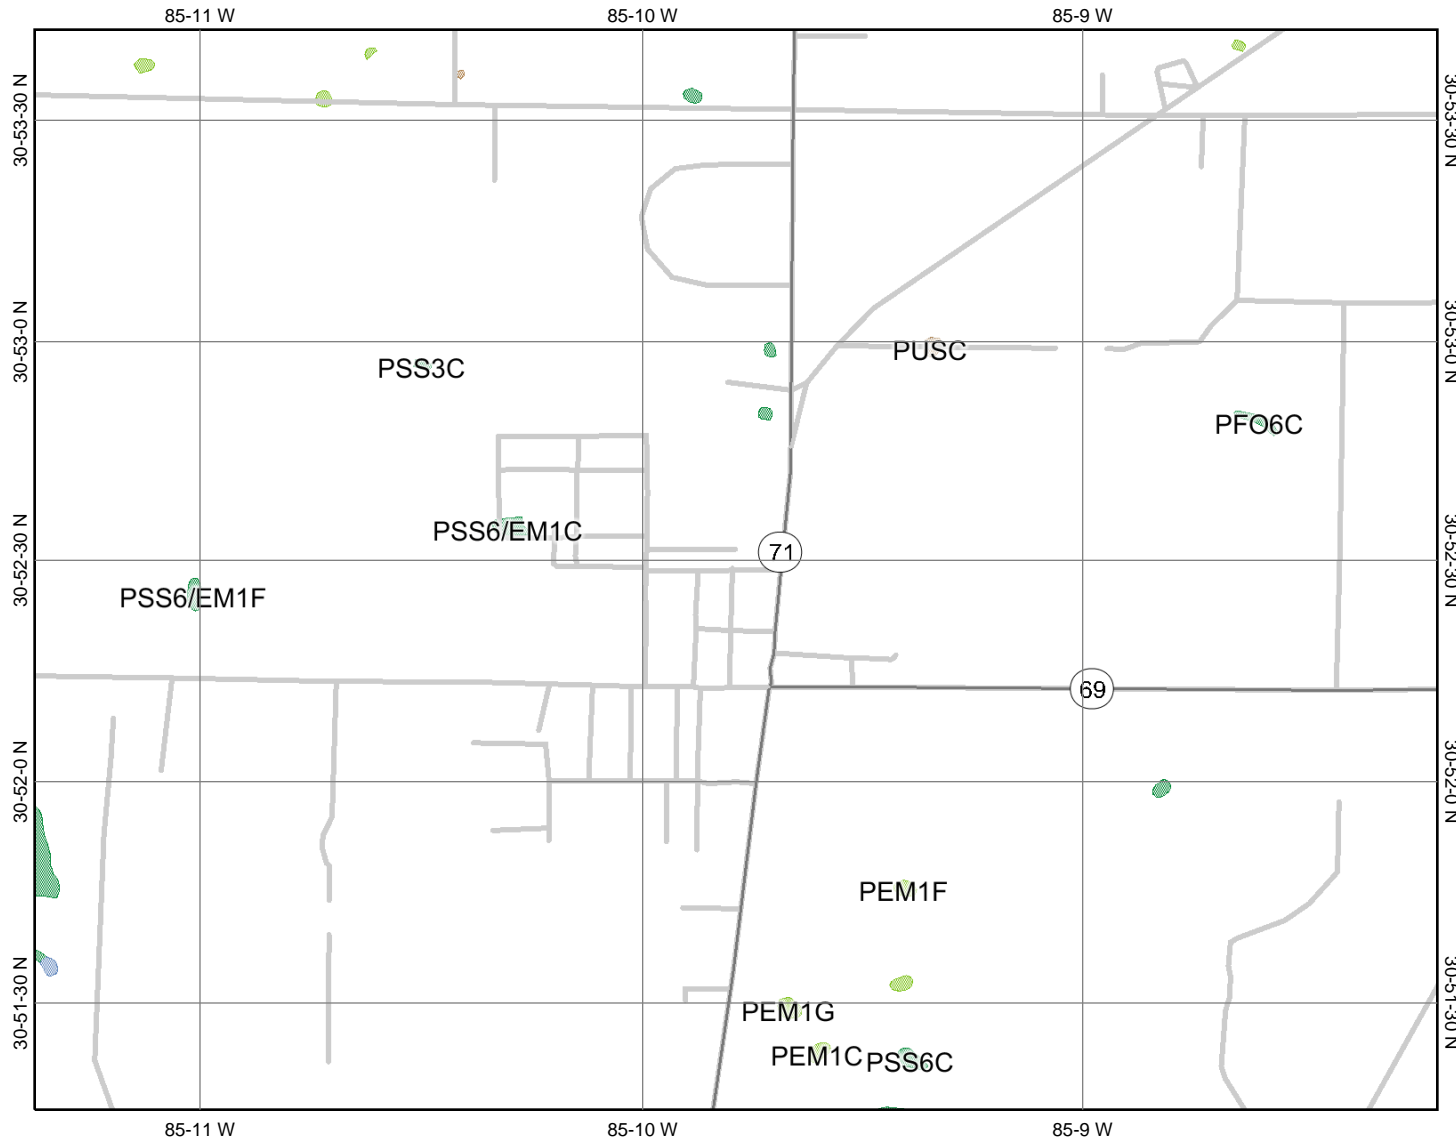 85-11 W
85-10 W
85-9 W
30-53-30 N
30-53-30 N
30-53-0 N
30-53-0 N
PUSC
PSS3C
PFO6C
PSS6/EM1C
71
30-52-30 N
30-52-30 N
PSS6/EM1F
69
30-52-0 N
30-52-0 N
PEM1F
30-51-30 N
30-51-30 N
PEM1G
PEM1C
PSS6C
85-11 W
85-10 W
85-9 W